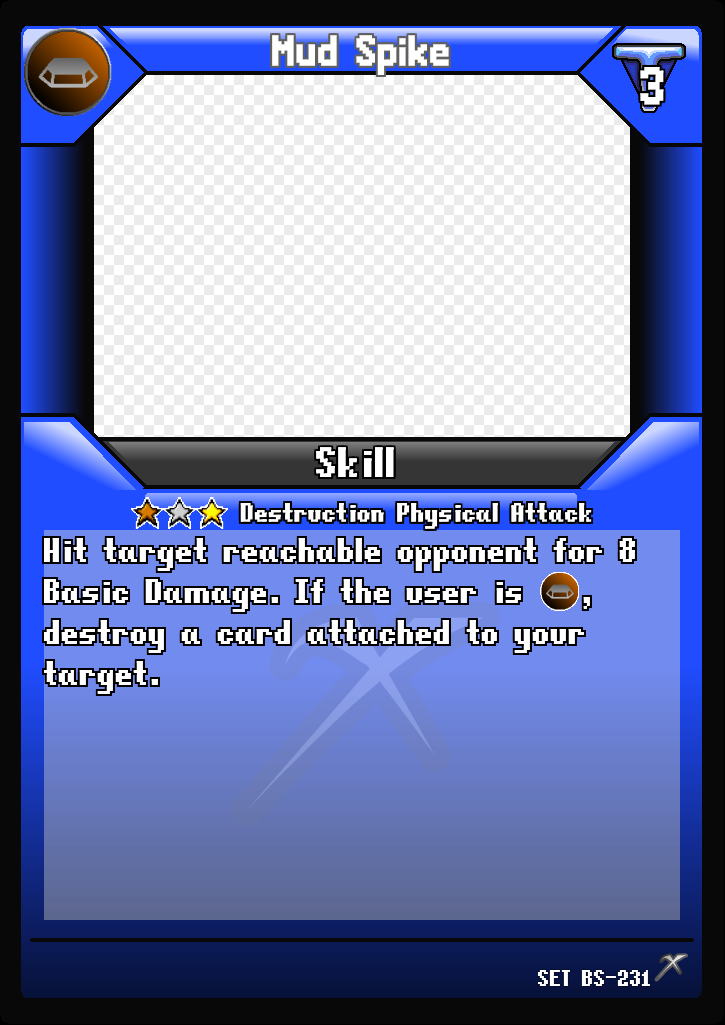 Mud Spike
3
Skill
Destruction Physical Attack
Hit target reachable opponent for 8
Basic Damage. If the user is ,
destroy a card attached to your
target.
SET BS-231